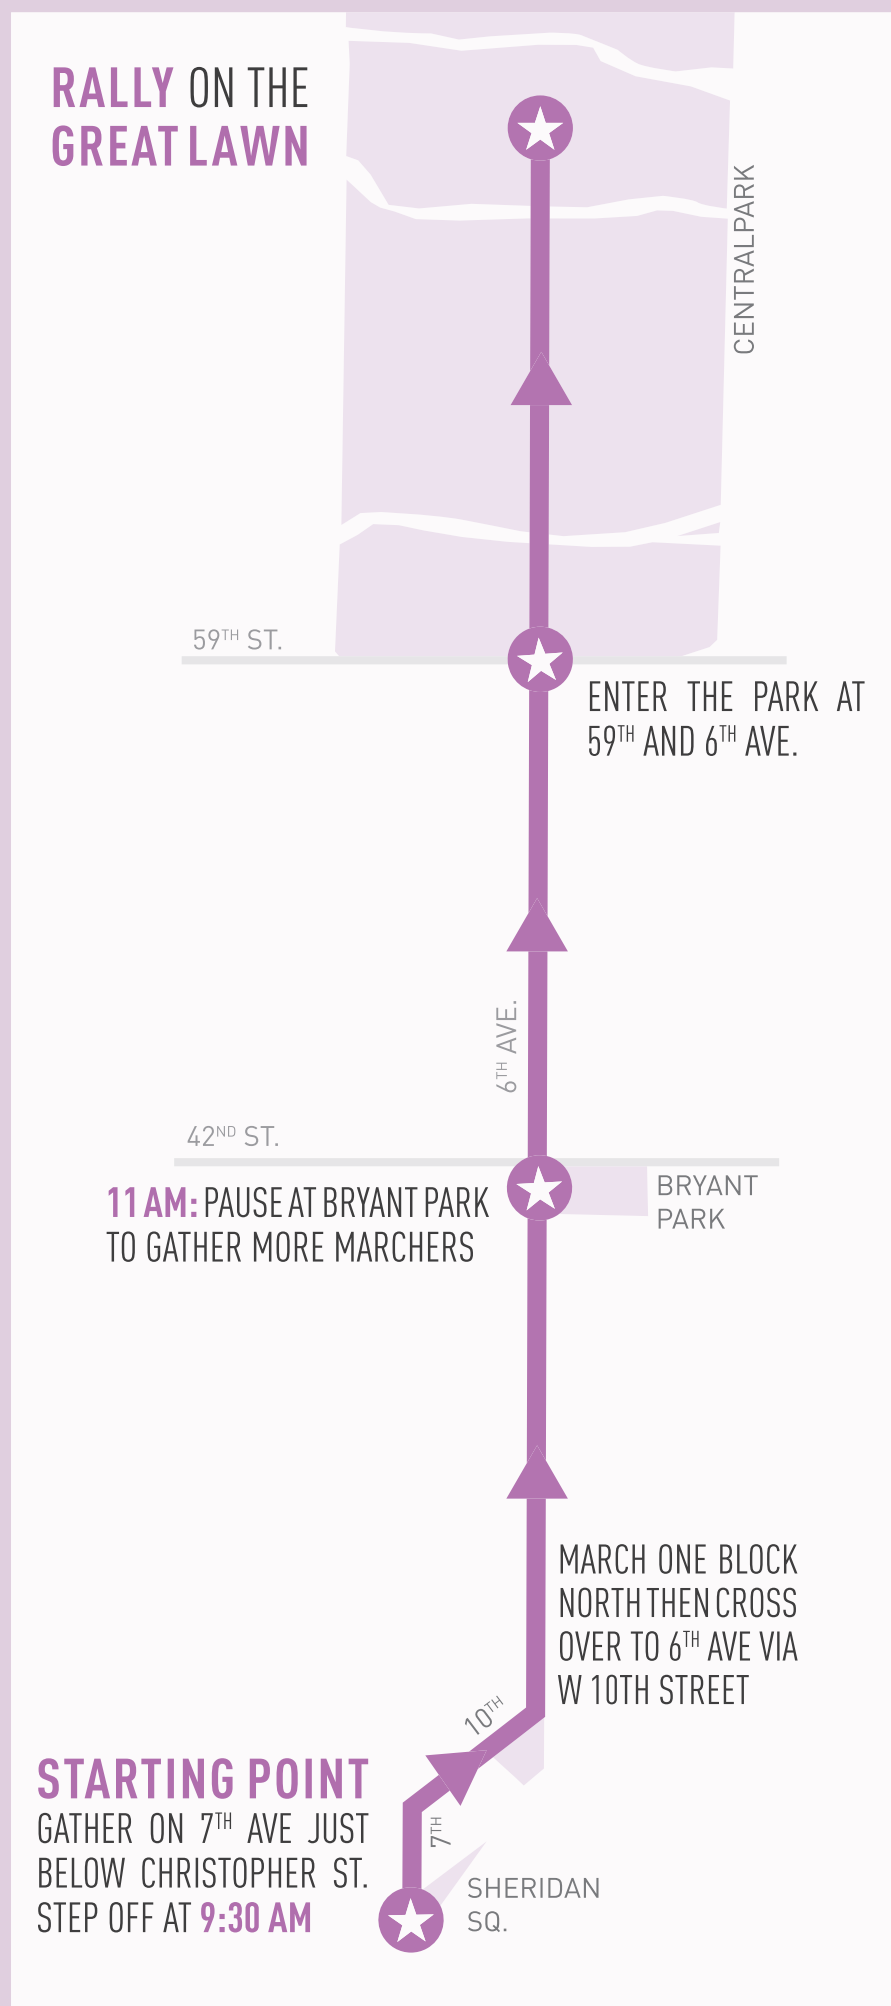 RALLY ON THE
GREAT LAWN
CENTRALPARK
59TH ST.
ENTER THE PARK AT
59TH AND 6TH AVE.
6TH AVE.
42ND ST.
11 AM: PAUSE AT BRYANT PARK
TO GATHER MORE MARCHERS
BRYANT
PARK
MARCH ONE BLOCK
NORTH THEN CROSS
OVER TO 6TH AVE VIA
W 10TH STREET
10TH
STARTING POINT
GATHER ON 7TH AVE JUST
BELOW CHRISTOPHER ST.
STEP OFF AT 9:30 AM
7TH
SHERIDAN
SQ.